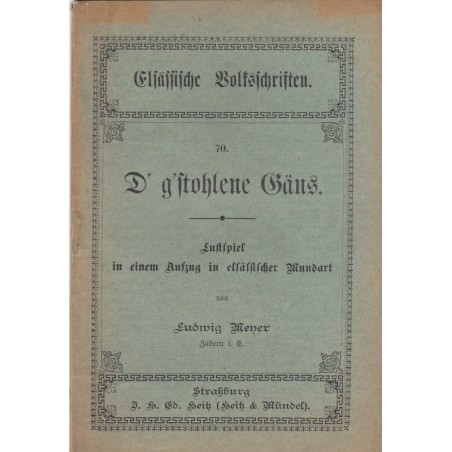 Elsässische Volksschriften.
70.
D' g'stohlene Gäns.
Lustspiel
in einem Aufzug in elsässischer Mundart
von
Ludwig Meyer
Zabern i. E.
Straßburg
J. H. Ed. Heitz (Heitz & Mündel).